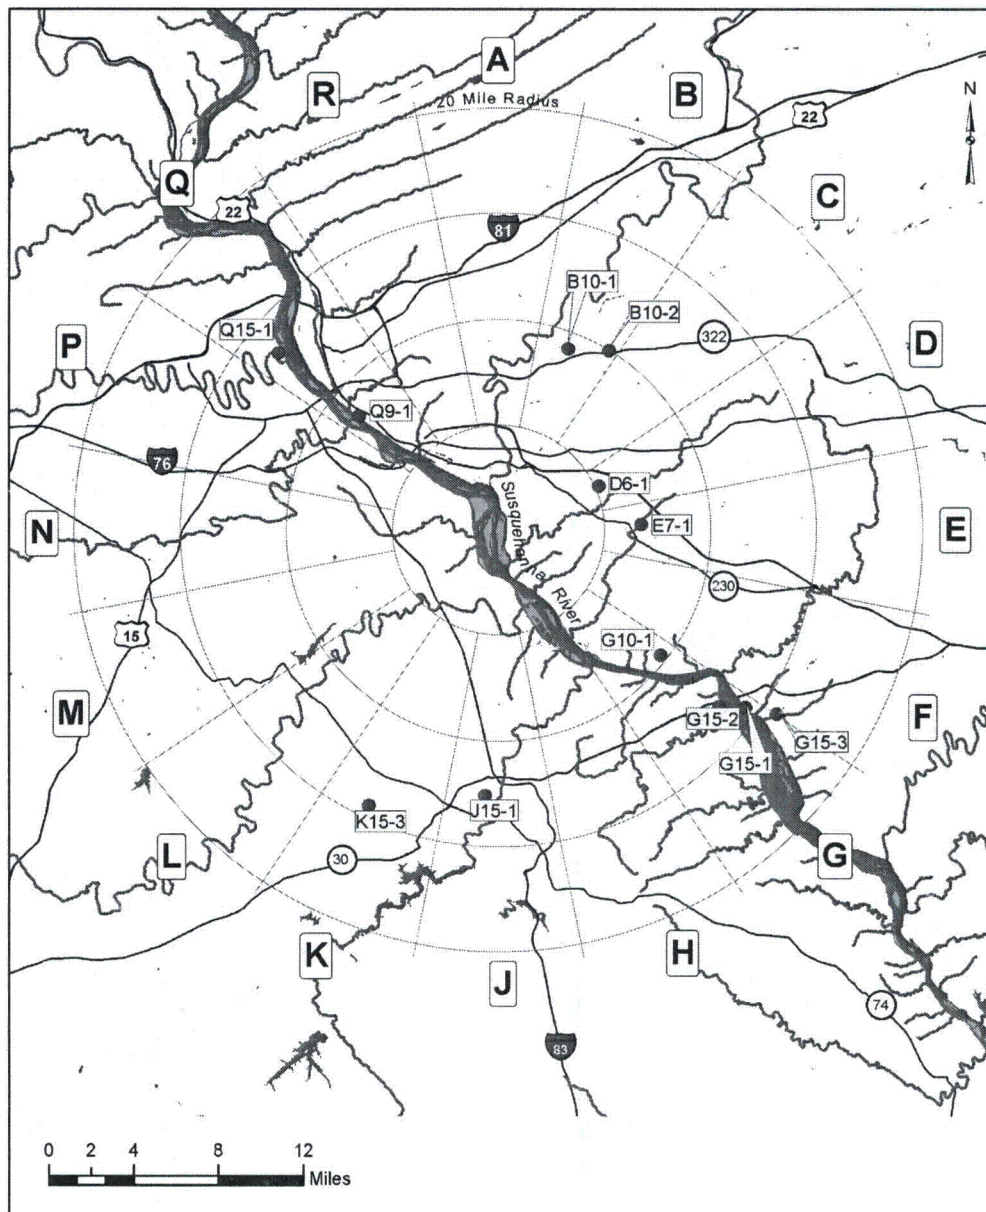 A
R
B
20 Mile Radius
22
N
Q
C
22
81
B10-1
B10-2
Q15-1
322
P
D
Q9-1
76
D6-1
Susquehanna River
E7-1
N
E
230
15
G10-1
M
G15-2
G15-3
F
G15-1
K15-3
J15-1
L
30
G
K
J
H
74
83
0 2 4 8 12
Miles